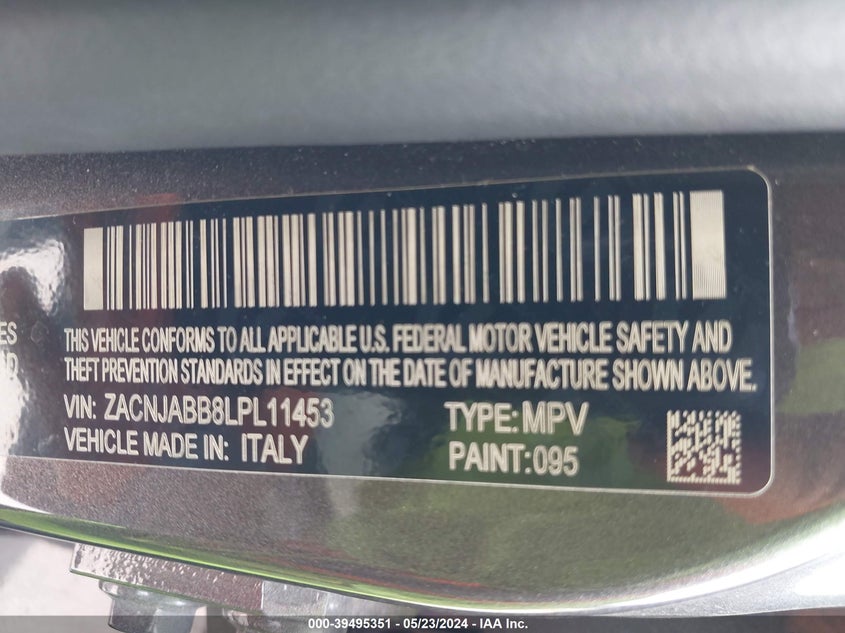 ES
THIS VEHICLE CONFORMS TO ALL APPLICABLE U.S. FEDERAL MOTOR VEHICLE SAFETY AND
THEFT PREVENTION STANDARDS IN EFFECT ON THE DATE OF MANUFACTURE SHOWN ABOVE.
VIN: ZACNJABB8LPL11453 TYPE: MPV
VEHICLE MADE IN: ITALY PAINT:095
000-39495351 - 05/23/2024 - IAA Inc.